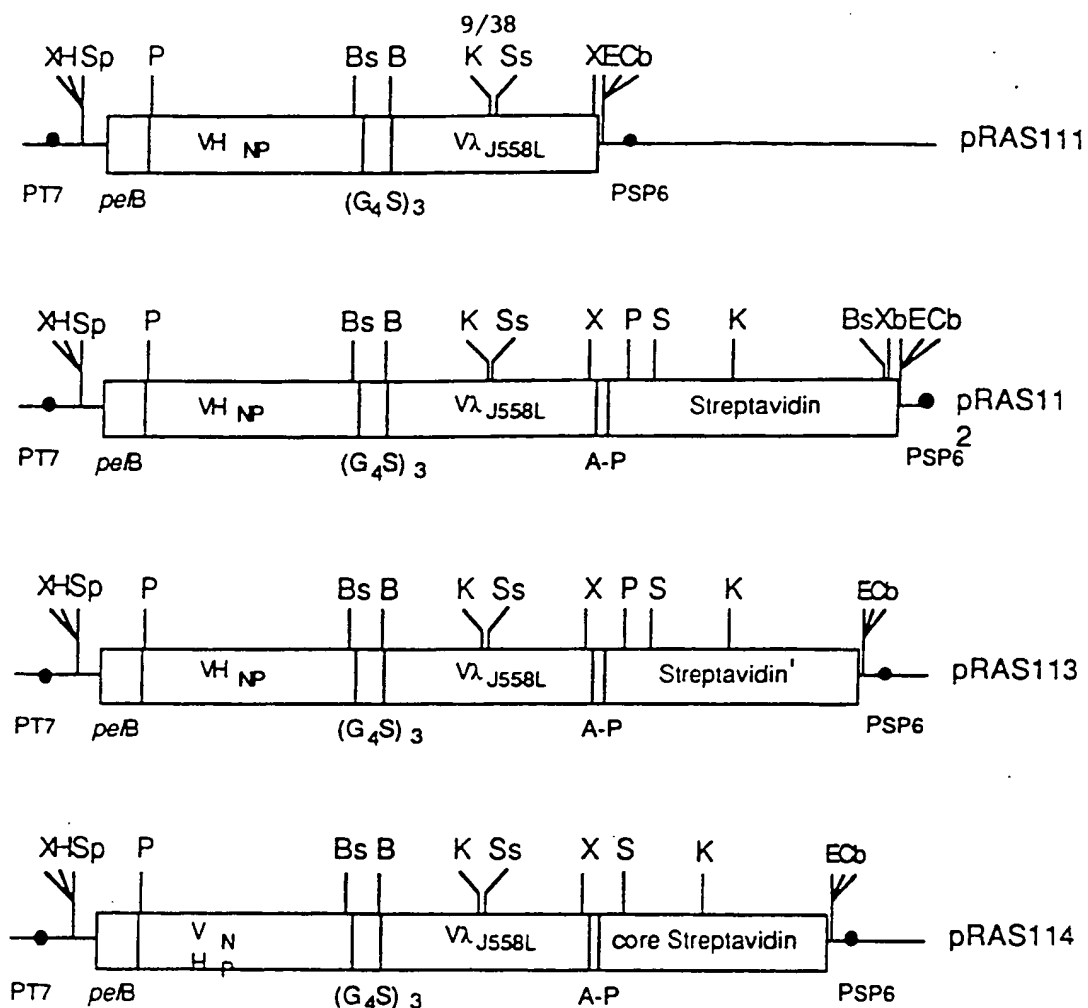 9/38
XHSp P Bs B K Ss XECb
VH NP Vλ J558L pRAS111
PT7 pelB (G4S)3 PSP6
XHSp P Bs B K Ss X P S K BsXbECb
VH NP Vλ J558L Streptavidin pRAS11
2
PT7 pelB (G4S)3 A-P PSP6
XHSp P Bs B K Ss X P S K ECb
VH NP Vλ J558L Streptavidin' pRAS113
PT7 pelB (G4S)3 A-P PSP6
XHSp P Bs B K Ss X S K ECb
V N
H P Vλ J558L core Streptavidin pRAS114
PT7 pelB (G4S)3 A-P PSP6